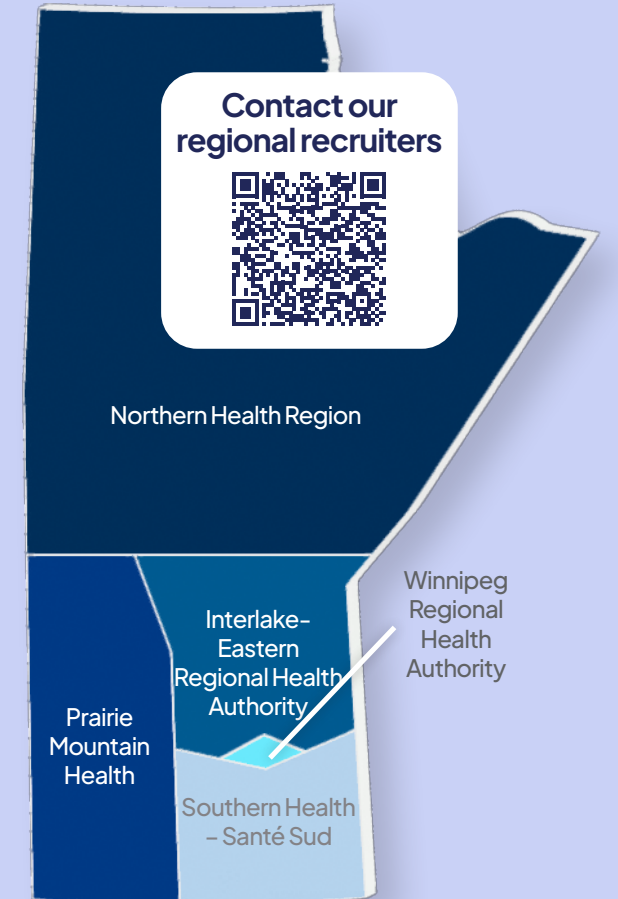 Contact our
regional recruiters
Northern Health Region
Winnipeg
Regional
Health
Authority
Interlake-
Eastern
Regional Health
Authority
Prairie
Mountain
Health
Southern Health
– Santé Sud